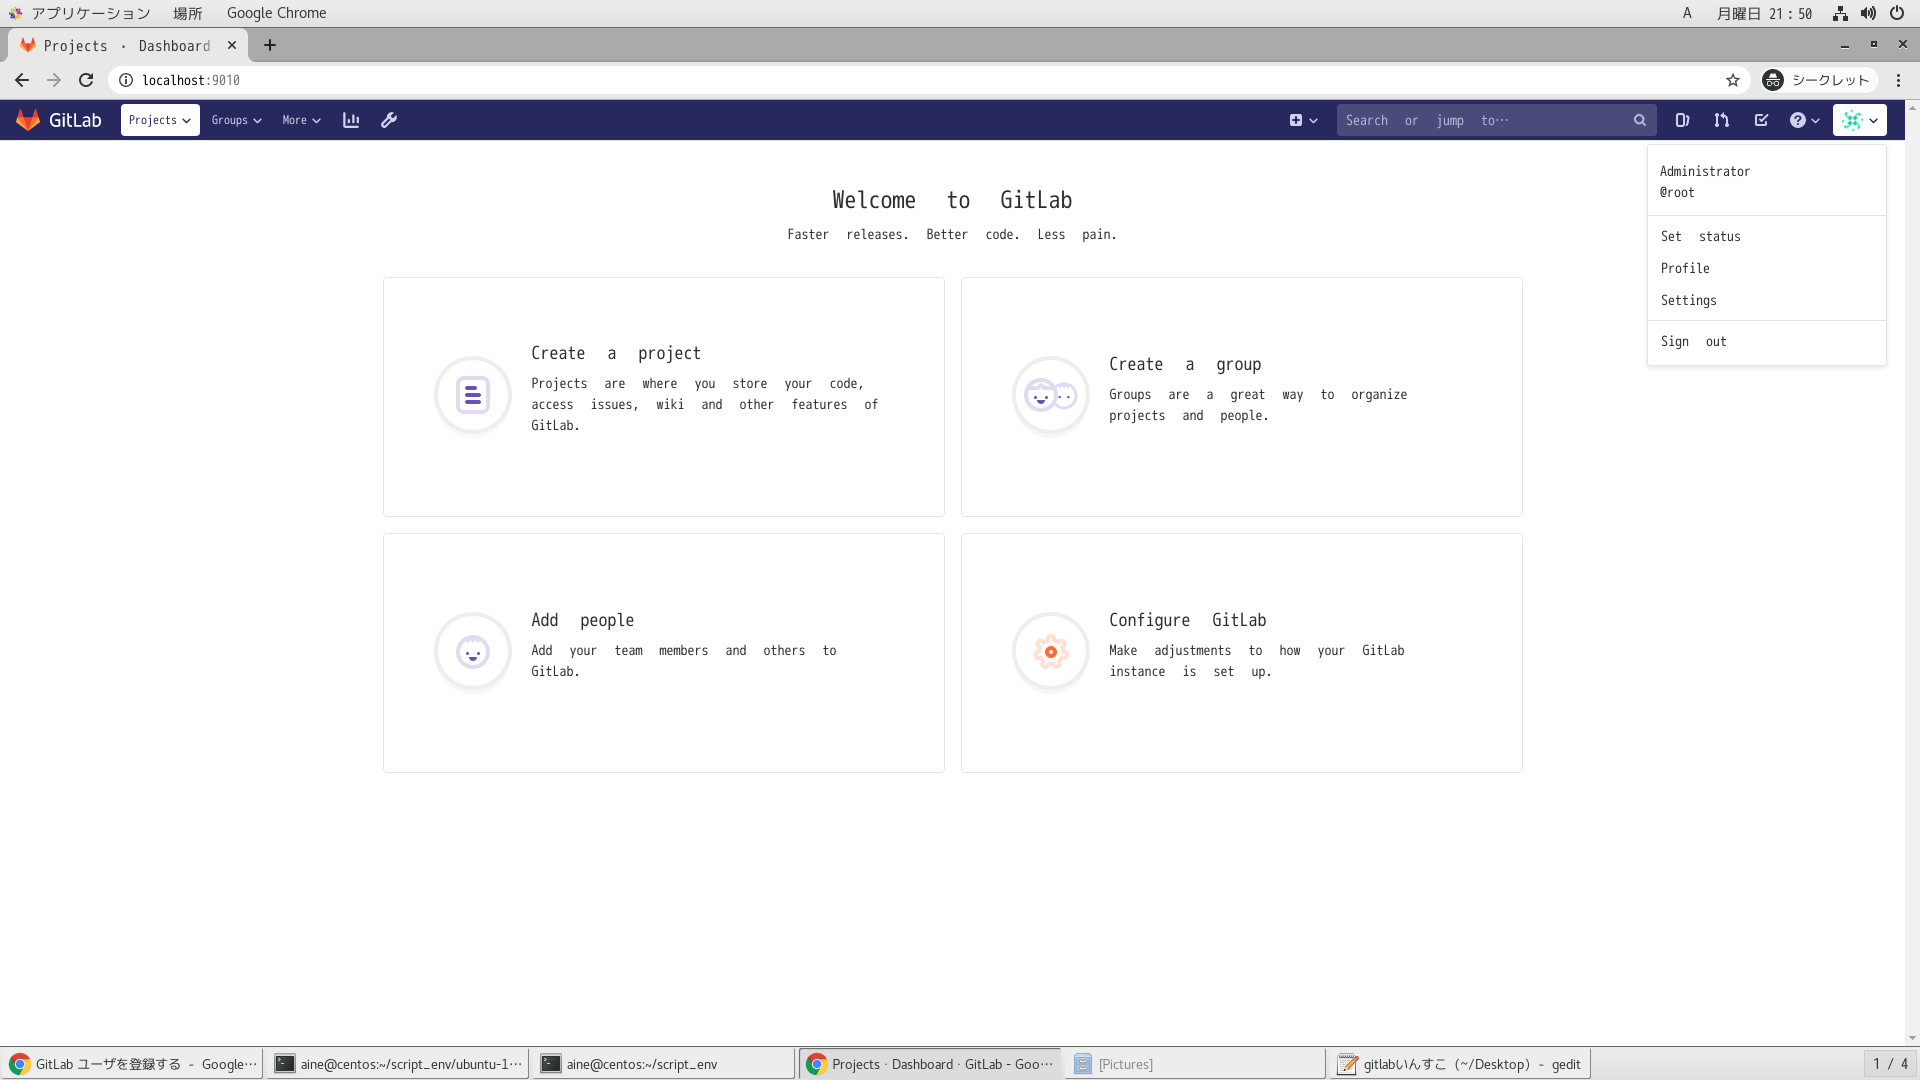 アプリケーション 場所 Google Chrome A 月曜日 21：50
Projects · Dashboard
localhost:9010 シークレット
GitLab Projects Groups More Search or jump to…
Administrator
@root
Set status
Profile
Settings
Sign out
Welcome to GitLab
Faster releases. Better code. Less pain.
Create a project
Projects are where you store your code,
access issues, wiki and other features of
GitLab.
Create a group
Groups are a great way to organize
projects and people.
Add people
Add your team members and others to
GitLab.
Configure GitLab
Make adjustments to how your GitLab
instance is set up.
GitLab ユーザを登録する - Google… aine@centos:~/script_env/ubuntu-1… aine@centos:~/script_env Projects · Dashboard · GitLab - Goo… [Pictures] gitlabいんすこ (~/Desktop) - gedit 1 / 4